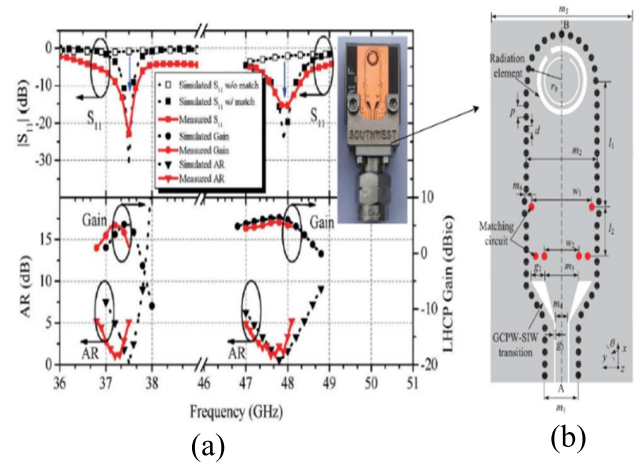 0
-10
-20
-30
|S11| (dB)
S11
S11
Simulated S11 w/o match
Simulated S11 w/ match
Measured S11
Simulated Gain
Measured Gain
Simulated AR
Measured AR
SOUTHWEST
Gain
Gain
AR
AR
15
10
5
0
AR (dB)
10
5
0
-10
-20
LHCP Gain (dBic)
36 37 38 46 47 48 49 50 51
Frequency (GHz)
(a)
m5
B
Radiation
element
rh
p
d
m2
l1
m6
w1
Matching
circuit
l2
w2
g2
m3
m4
GCPW-SIW
transition
g1
A
m1
θ
x
y
z
(b)